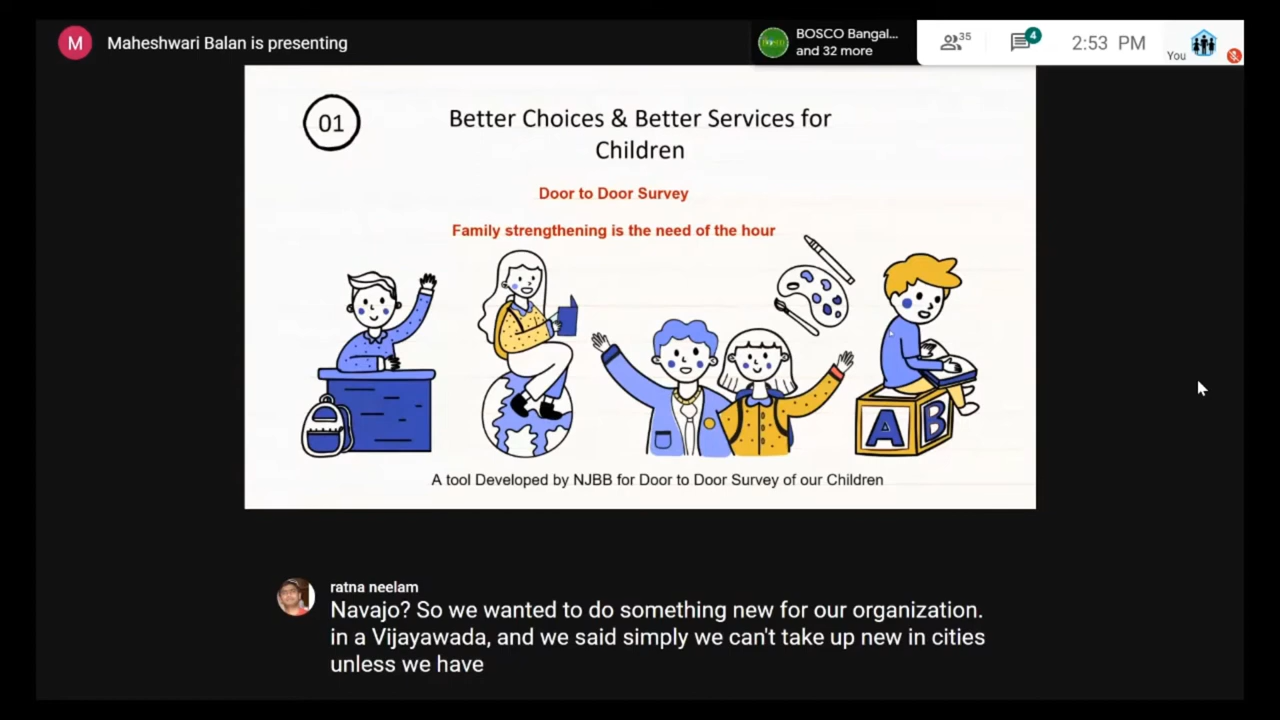 M
Maheshwari Balan is presenting
BOSCO Bangal...
and 32 more
35
4
2:53 PM
You
01
Better Choices & Better Services for
Children
Door to Door Survey
Family strengthening is the need of the hour
A B
A tool Developed by NJBB for Door to Door Survey of our Children
ratna neelam
Navajo? So we wanted to do something new for our organization.
in a Vijayawada, and we said simply we can't take up new in cities
unless we have